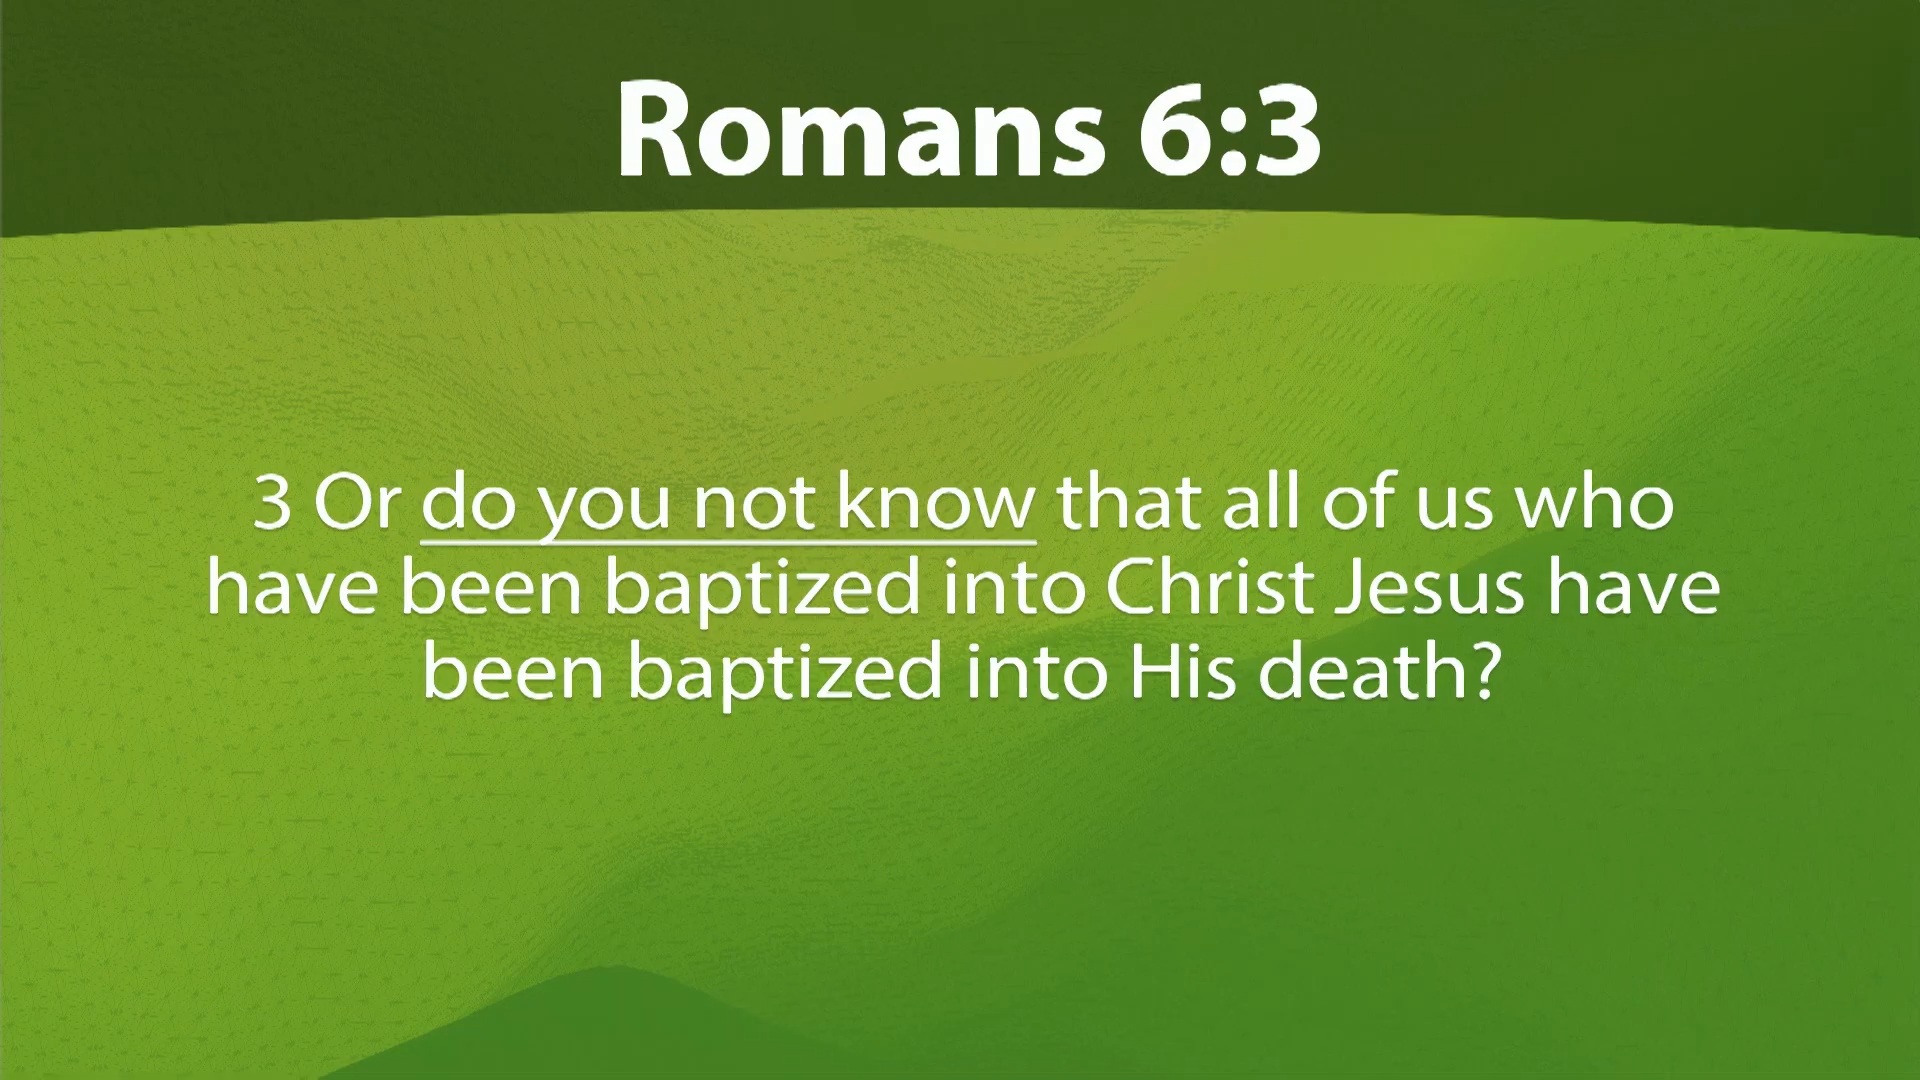 Romans 6:3
3 Or do you not know that all of us who
have been baptized into Christ Jesus have
been baptized into His death?